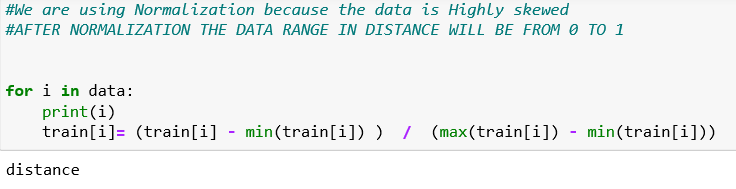 #We are using Normalization because the data is Highly skewed
#AFTER NORMALIZATION THE DATA RANGE IN DISTANCE WILL BE FROM 0 TO 1
for i in data:
    print(i)
    train[i]= (train[i] - min(train[i]) )  /  (max(train[i]) - min(train[i]))
distance